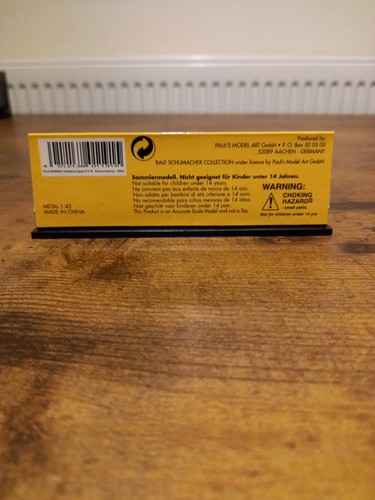 Produced by:
PAUL'S MODEL ART GmbH • P. O. Box 50 05 05
52089 AACHEN - GERMANY
RALF SCHUMACHER COLLECTION under licence by Paul's Model Art GmbH
Sammlermodell. Nicht geeignet für Kinder unter 14 Jahren.
Not suitable for children under 14 years.
Ne convient pas aux enfants de moins de 14 ans.
Non adatto per bambini di età inferiore a 14 anni
No recomendable para niños menores de 14 anos
Niet geschikt voor kinderen onder 14 jaar.
This Product is an Accurate Scale Model and not a Toy.
WARNING:
CHOKING
HAZARDS
- small parts.
Not for children under 14 yrs.
METAL 1:43
MADE IN CHINA